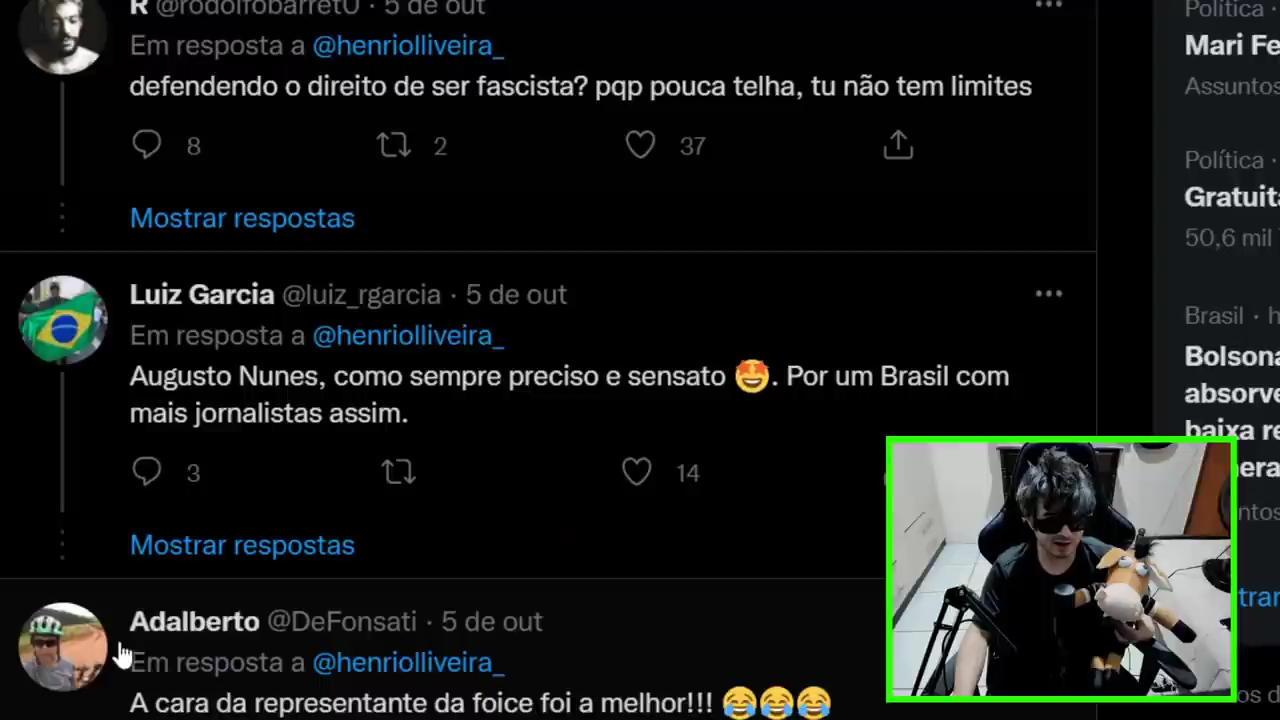 R @rodolfobarret0 · 5 de out
Em resposta a @henriolliveira_
defendendo o direito de ser fascista? pqp pouca telha, tu não tem limites
8 2 37
Mostrar respostas
Luiz Garcia @luiz_rgarcia · 5 de out
Em resposta a @henriolliveira_
Augusto Nunes, como sempre preciso e sensato 🤩. Por um Brasil com
mais jornalistas assim.
3 14
Mostrar respostas
Adalberto @DeFonsati · 5 de out
Em resposta a @henriolliveira_
A cara da representante da foice foi a melhor!!! 😂😂😂
Política ·
Mari Fe
Assuntos
Política ·
Gratuita
50,6 mil
Brasil · h
Bolsona
absorve
baixa re